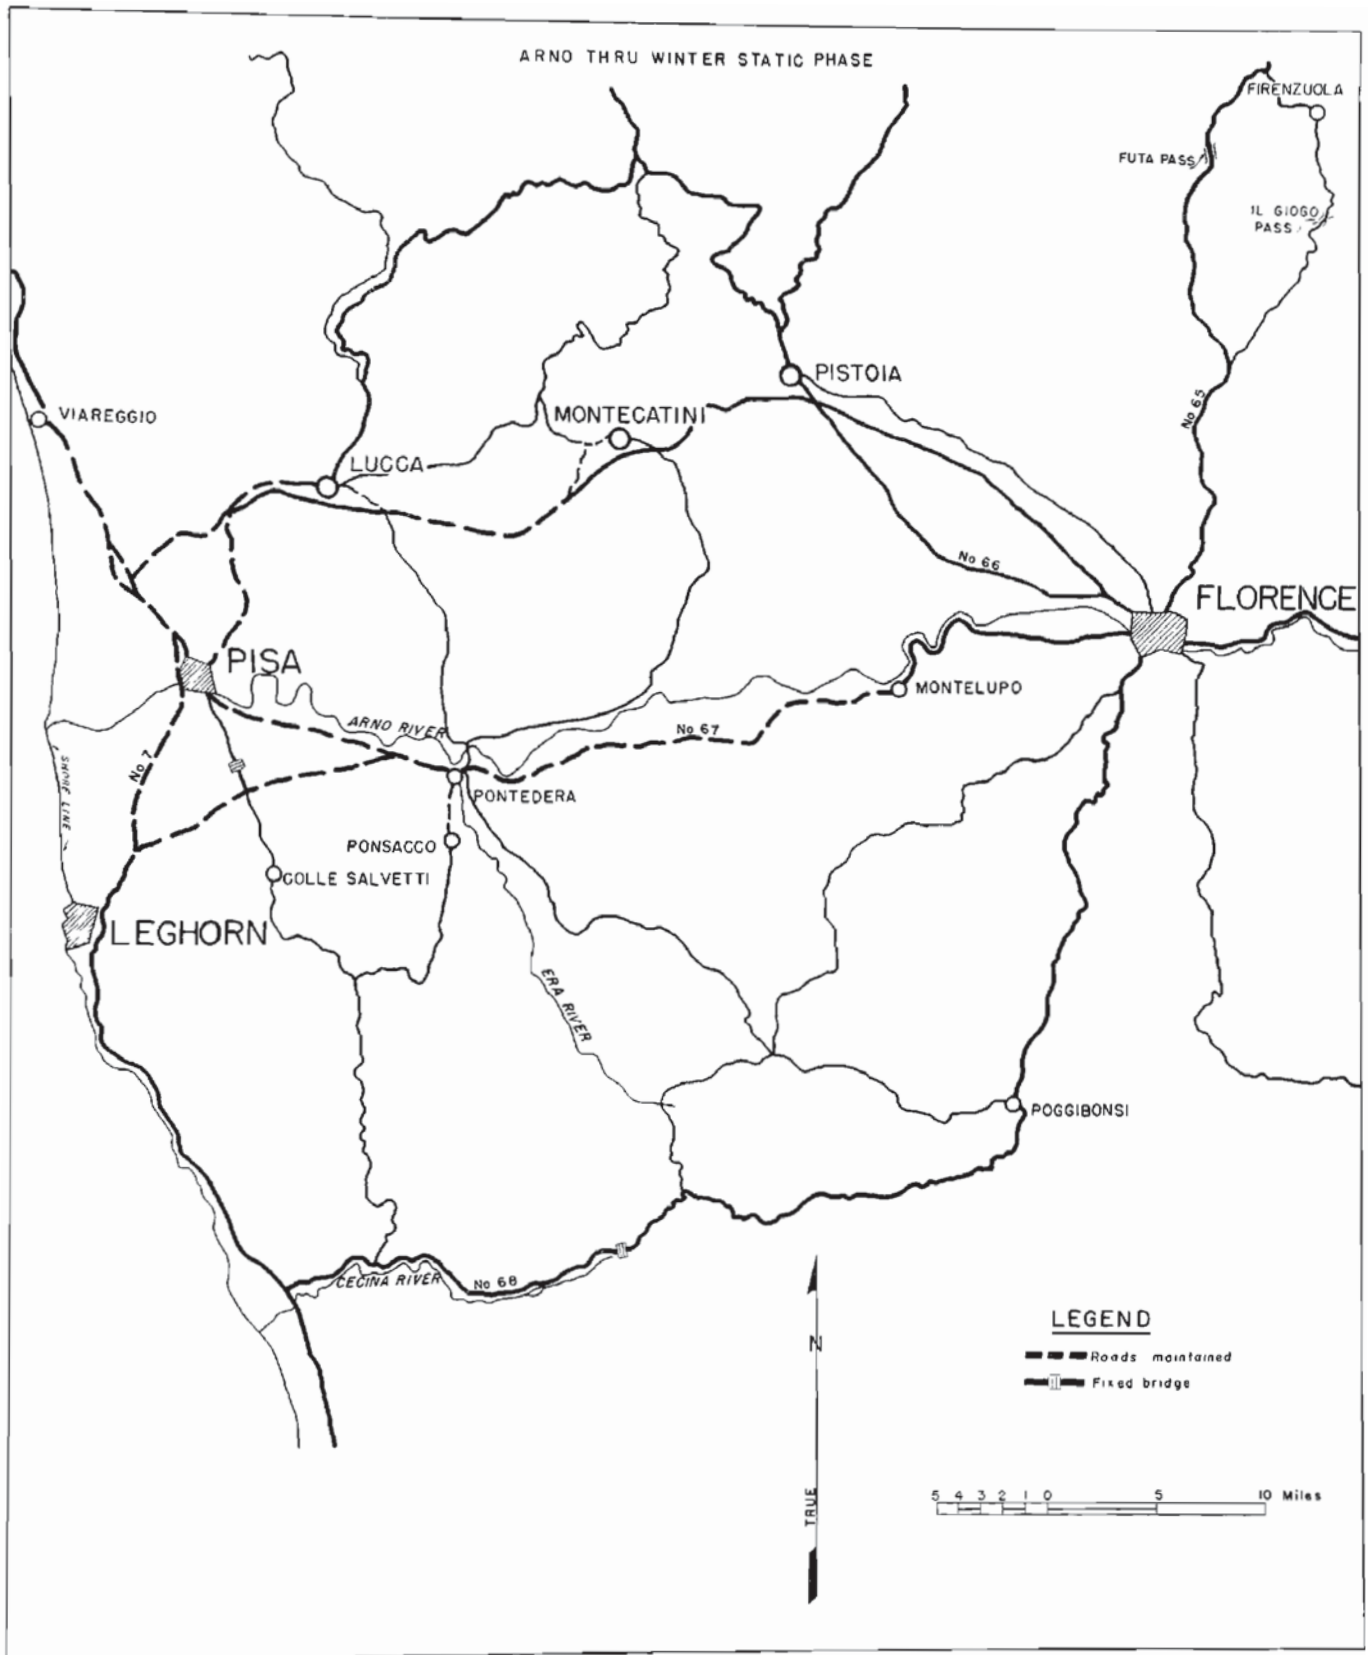 ARNO THRU WINTER STATIC PHASE
FIRENZUOLA
FUTA PASS
IL GIOGO
PASS
PISTOIA
VIAREGGIO
MONTECATINI
No 65
LUCCA
No 66
FLORENCE
PISA
MONTELUPO
ARNO RIVER
No 67
No 7
SHORE LINE
PONTEDERA
PONSACCO
COLLE SALVETTI
LEGHORN
ERA RIVER
POGGIBONSI
CECINA RIVER
No 68
N
TRUE
LEGEND
Roads maintained
Fixed bridge
5 4 3 2 1 0 5 10 Miles